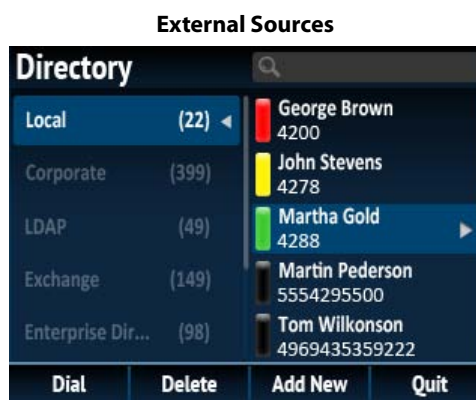 External Sources
Directory
Local (22)
Corporate (399)
LDAP (49)
Exchange (149)
Enterprise Dir... (98)
George Brown
4200
John Stevens
4278
Martha Gold
4288
Martin Pederson
5554295500
Tom Wilkonson
4969435359222
Dial Delete Add New Quit